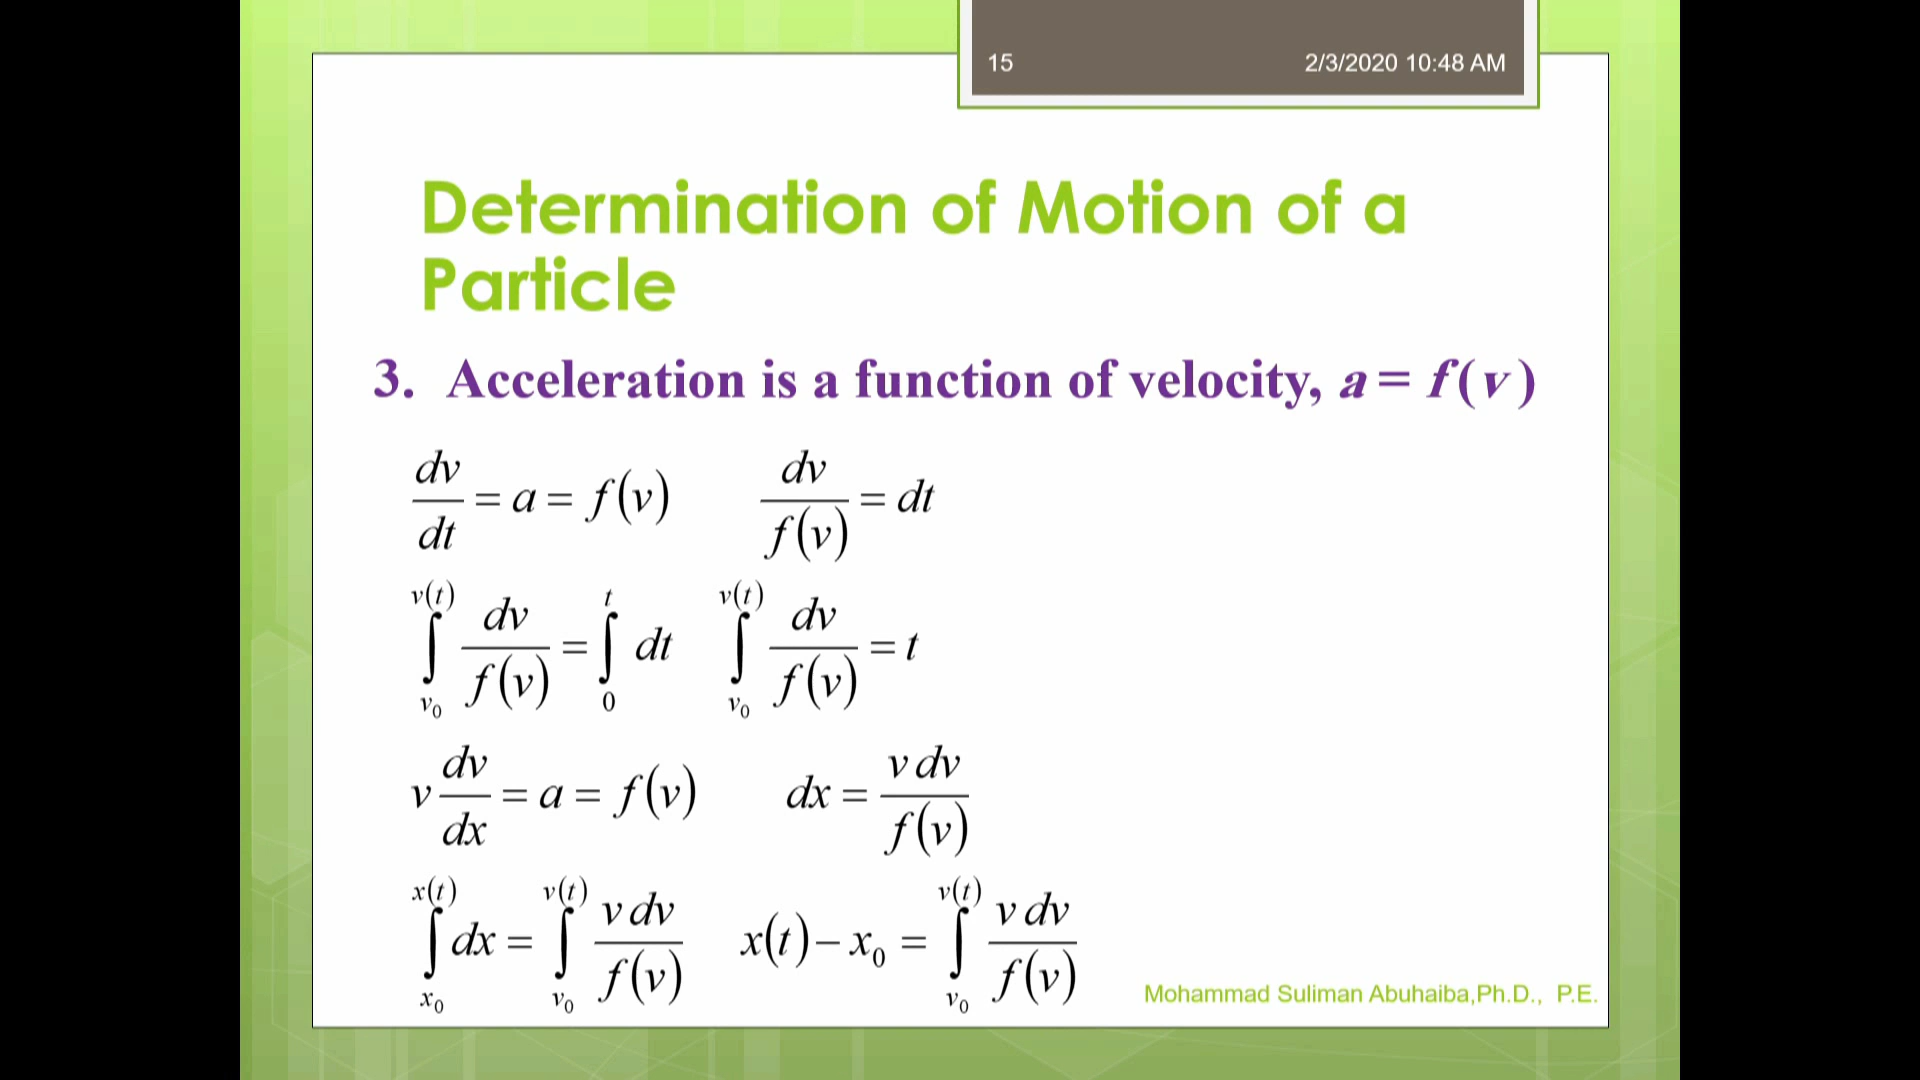 15 2/3/2020 10:48 AM
Determination of Motion of a
Particle
3. Acceleration is a function of velocity, a = f(v)
dv/dt = a = f(v)    dv/f(v) = dt
∫_{v₀}^{v(t)} dv/f(v) = ∫_{0}^{t} dt    ∫_{v₀}^{v(t)} dv/f(v) = t
v dv/dx = a = f(v)    dx = v dv/f(v)
∫_{x₀}^{x(t)} dx = ∫_{v₀}^{v(t)} v dv/f(v)    x(t) − x₀ = ∫_{v₀}^{v(t)} v dv/f(v)
Mohammad Suliman Abuhaiba,Ph.D., P.E.